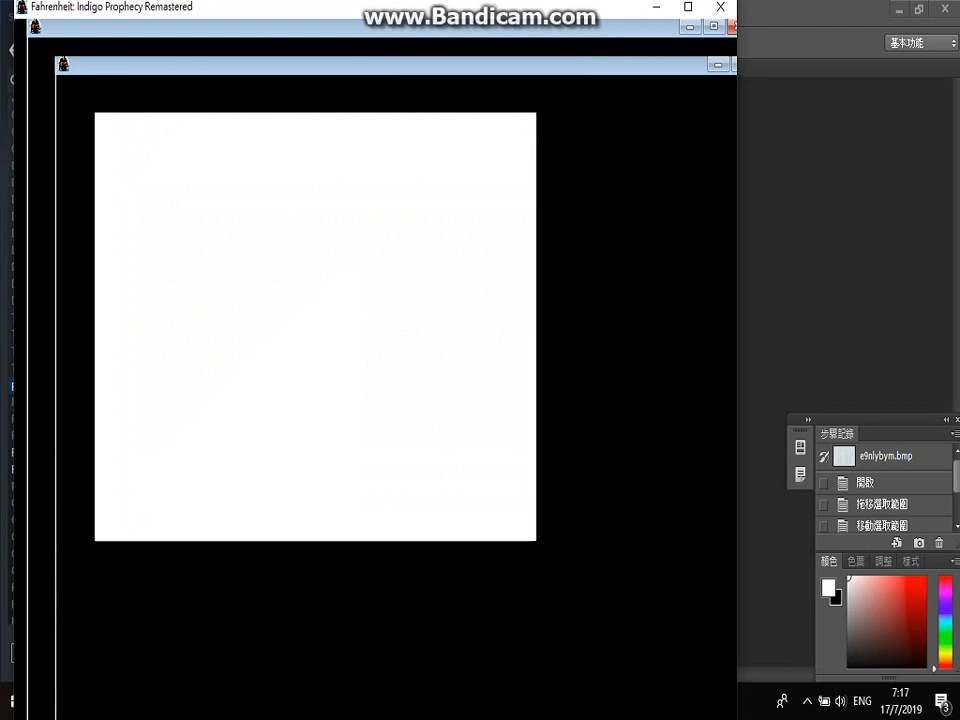 Fahrenheit: Indigo Prophecy Remastered
www.Bandicam.com
基本功能
步驟記錄
e9nlybym.bmp
開啟
拖移選取範圍
移動選取範圍
顏色
色票
調整
樣式
ENG
7:17
17/7/2019
3